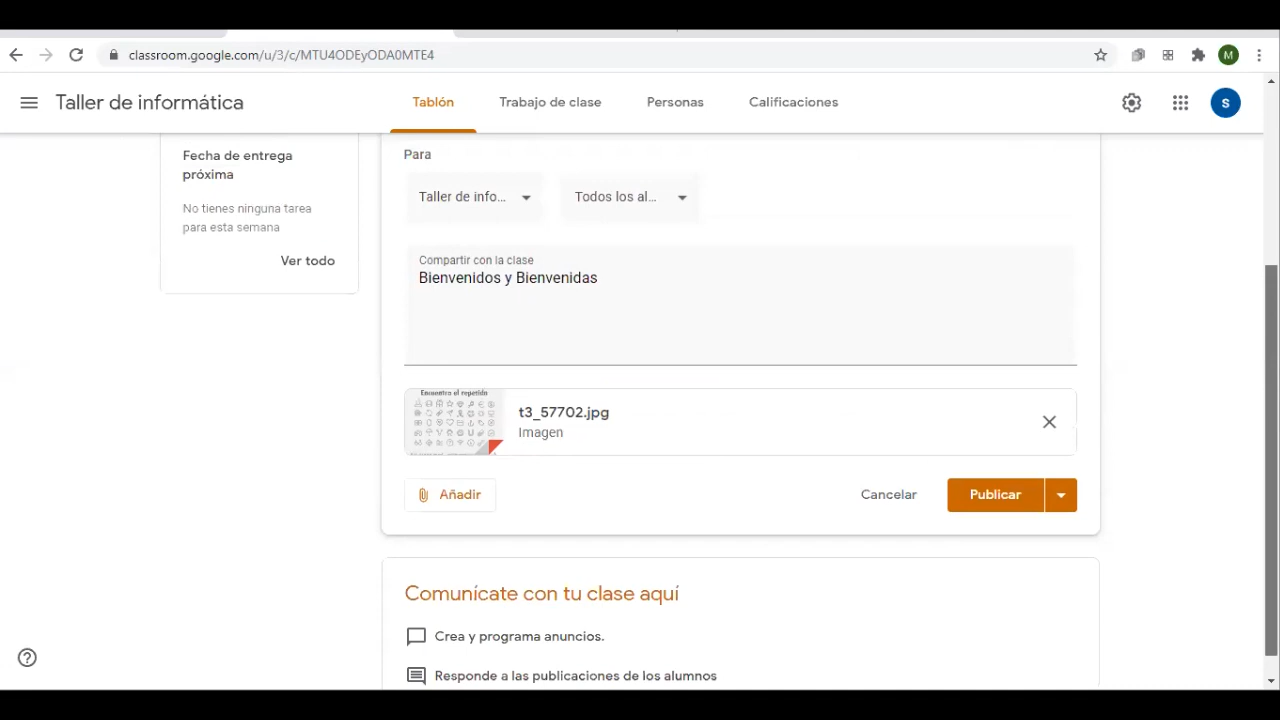 classroom.google.com/u/3/c/MTU4ODEyODA0MTE4
M
Taller de informática
Tablón
Trabajo de clase
Personas
Calificaciones
S
Fecha de entrega
próxima
No tienes ninguna tarea
para esta semana
Ver todo
Para
Taller de info...
Todos los al...
Compartir con la clase
Bienvenidos y Bienvenidas
Encuentra el repetido
t3_57702.jpg
Imagen
Añadir
Cancelar
Publicar
Comunícate con tu clase aquí
Crea y programa anuncios.
Responde a las publicaciones de los alumnos